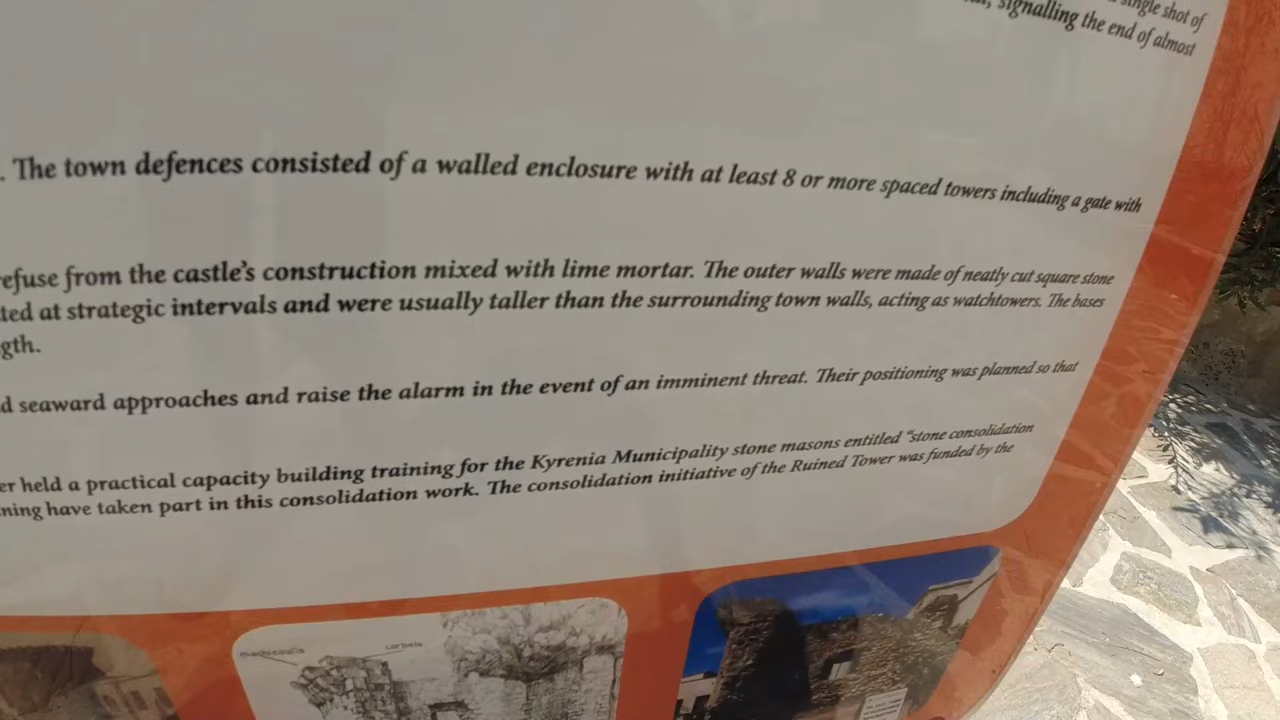 single shot of
signalling the end of almost
. The town defences consisted of a walled enclosure with at least 8 or more spaced towers including a gate with
efuse from the castle's construction mixed with lime mortar. The outer walls were made of neatly cut square stone
ted at strategic intervals and were usually taller than the surrounding town walls, acting as watchtowers. The bases
gth.
d seaward approaches and raise the alarm in the event of an imminent threat. Their positioning was planned so that
er held a practical capacity building training for the Kyrenia Municipality stone masons entitled “stone consolidation
ning have taken part in this consolidation work. The consolidation initiative of the Ruined Tower was funded by the
machicoulis
corbels